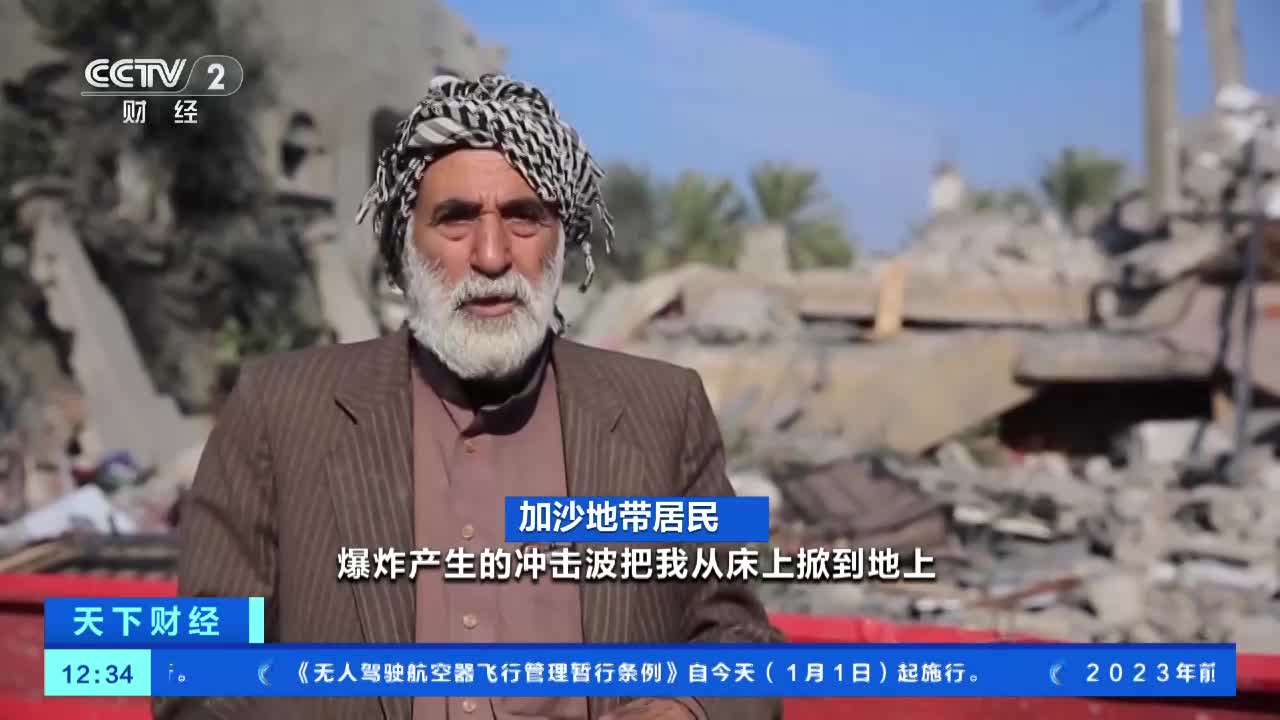 CCTV 2
财经
加沙地带居民
爆炸产生的冲击波把我从床上掀到地上
天下财经
12:34
。 《无人驾驶航空器飞行管理暂行条例》自今天（1月1日）起施行。 2023年前